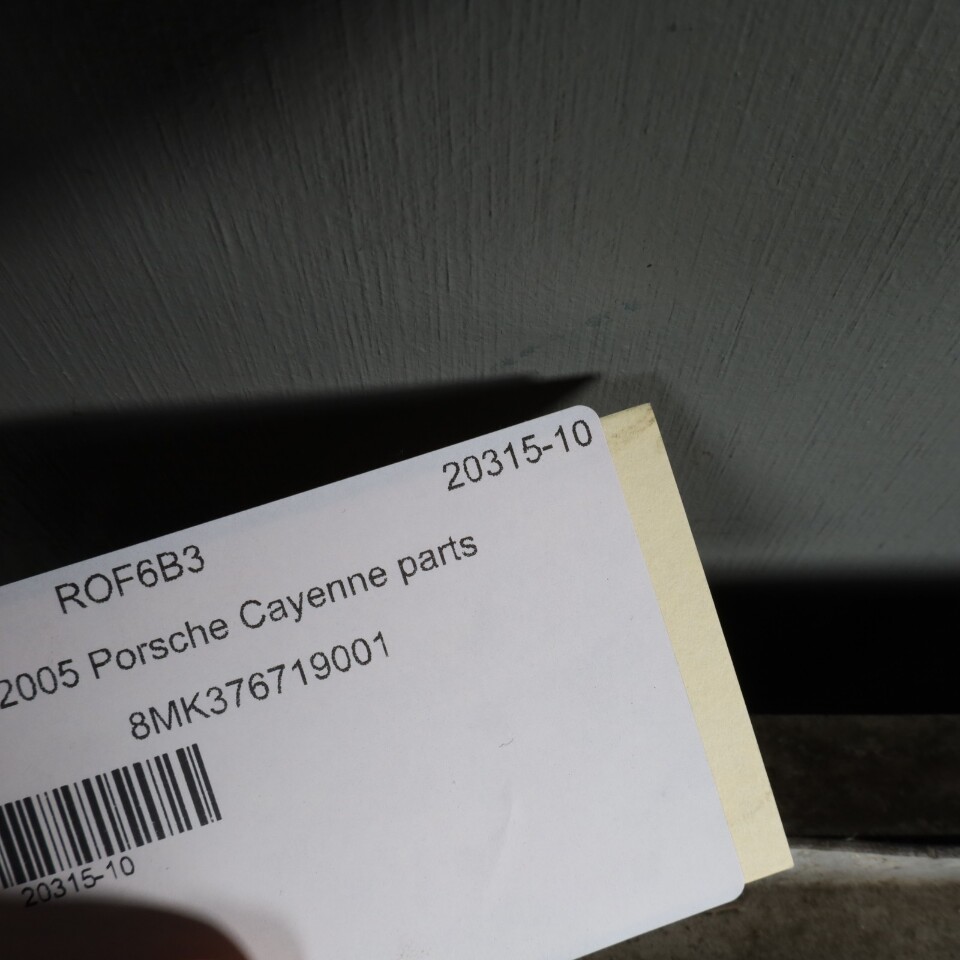 20315-10
ROF6B3
2005 Porsche Cayenne parts
8MK376719001
20315-10